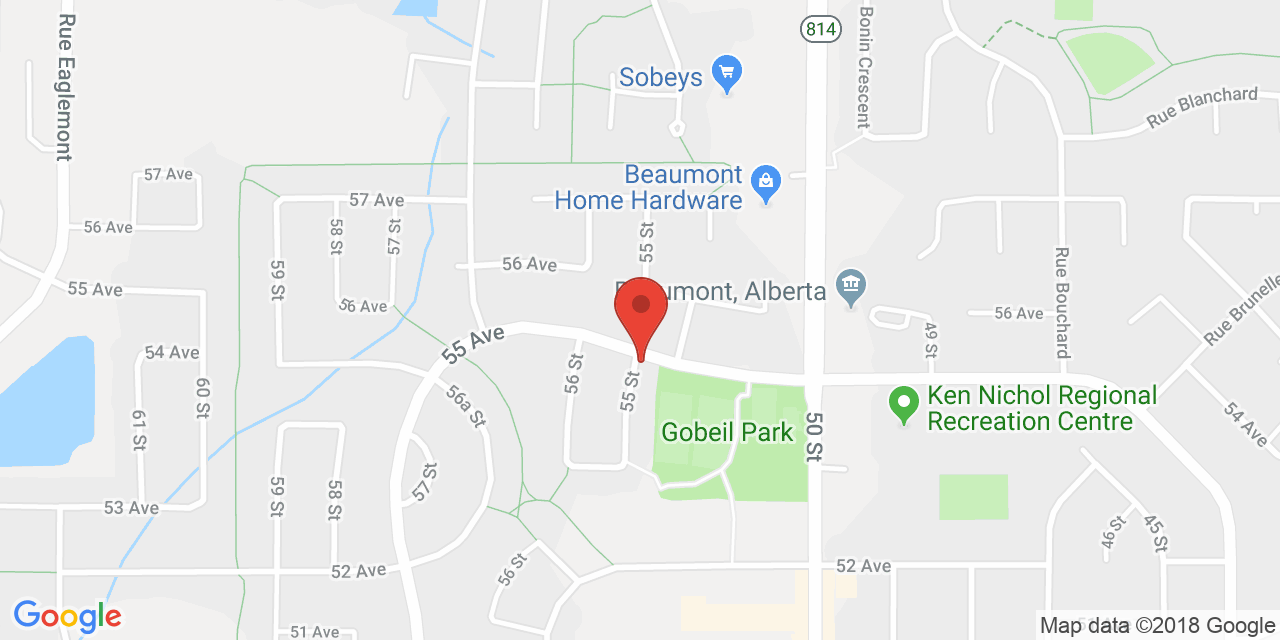 Rue Eaglemont
814
Bonin Crescent
Sobeys
Rue Blanchard
57 Ave
Beaumont
Home Hardware
57 Ave
56 Ave
58 St
57 St
55 St
56 Ave
59 St
55 Ave
56 Ave
Beaumont, Alberta
Rue Bouchard
56 Ave
49 St
Rue Brunelle
55 Ave
54 Ave
60 St
61 St
56a St
56 St
55 St
Gobeil Park
50 St
Ken Nichol Regional
Recreation Centre
54 Ave
57 St
59 St
58 St
53 Ave
46 St
45 St
52 Ave
56 St
52 Ave
51 Ave
Google
Map data ©2018 Google